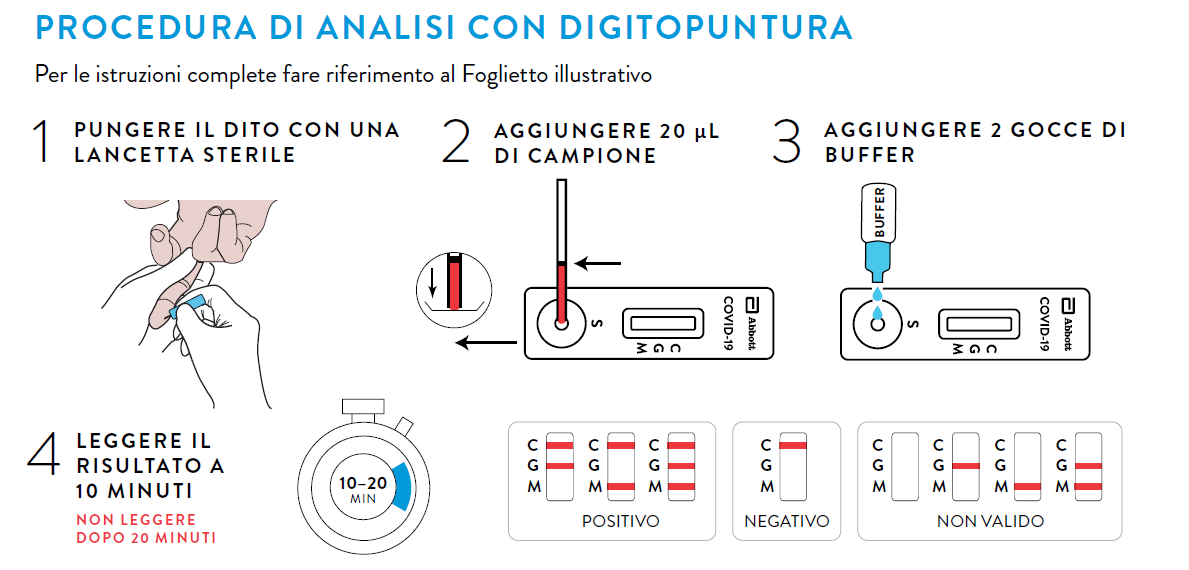 PROCEDURA DI ANALISI CON DIGITOPUNTURA
Per le istruzioni complete fare riferimento al Foglietto illustrativo
1
PUNGERE IL DITO CON UNA
LANCETTA STERILE
2
AGGIUNGERE 20 µL
DI CAMPIONE
S
M G C
COVID-19
Abbott
3
AGGIUNGERE 2 GOCCE DI
BUFFER
BUFFER
S
M G C
COVID-19
Abbott
4
LEGGERE IL
RISULTATO A
10 MINUTI
NON LEGGERE
DOPO 20 MINUTI
10–20
MIN
C C C
G G G
M M M
POSITIVO
C
G
M
NEGATIVO
C C C C
G G G G
M M M M
NON VALIDO